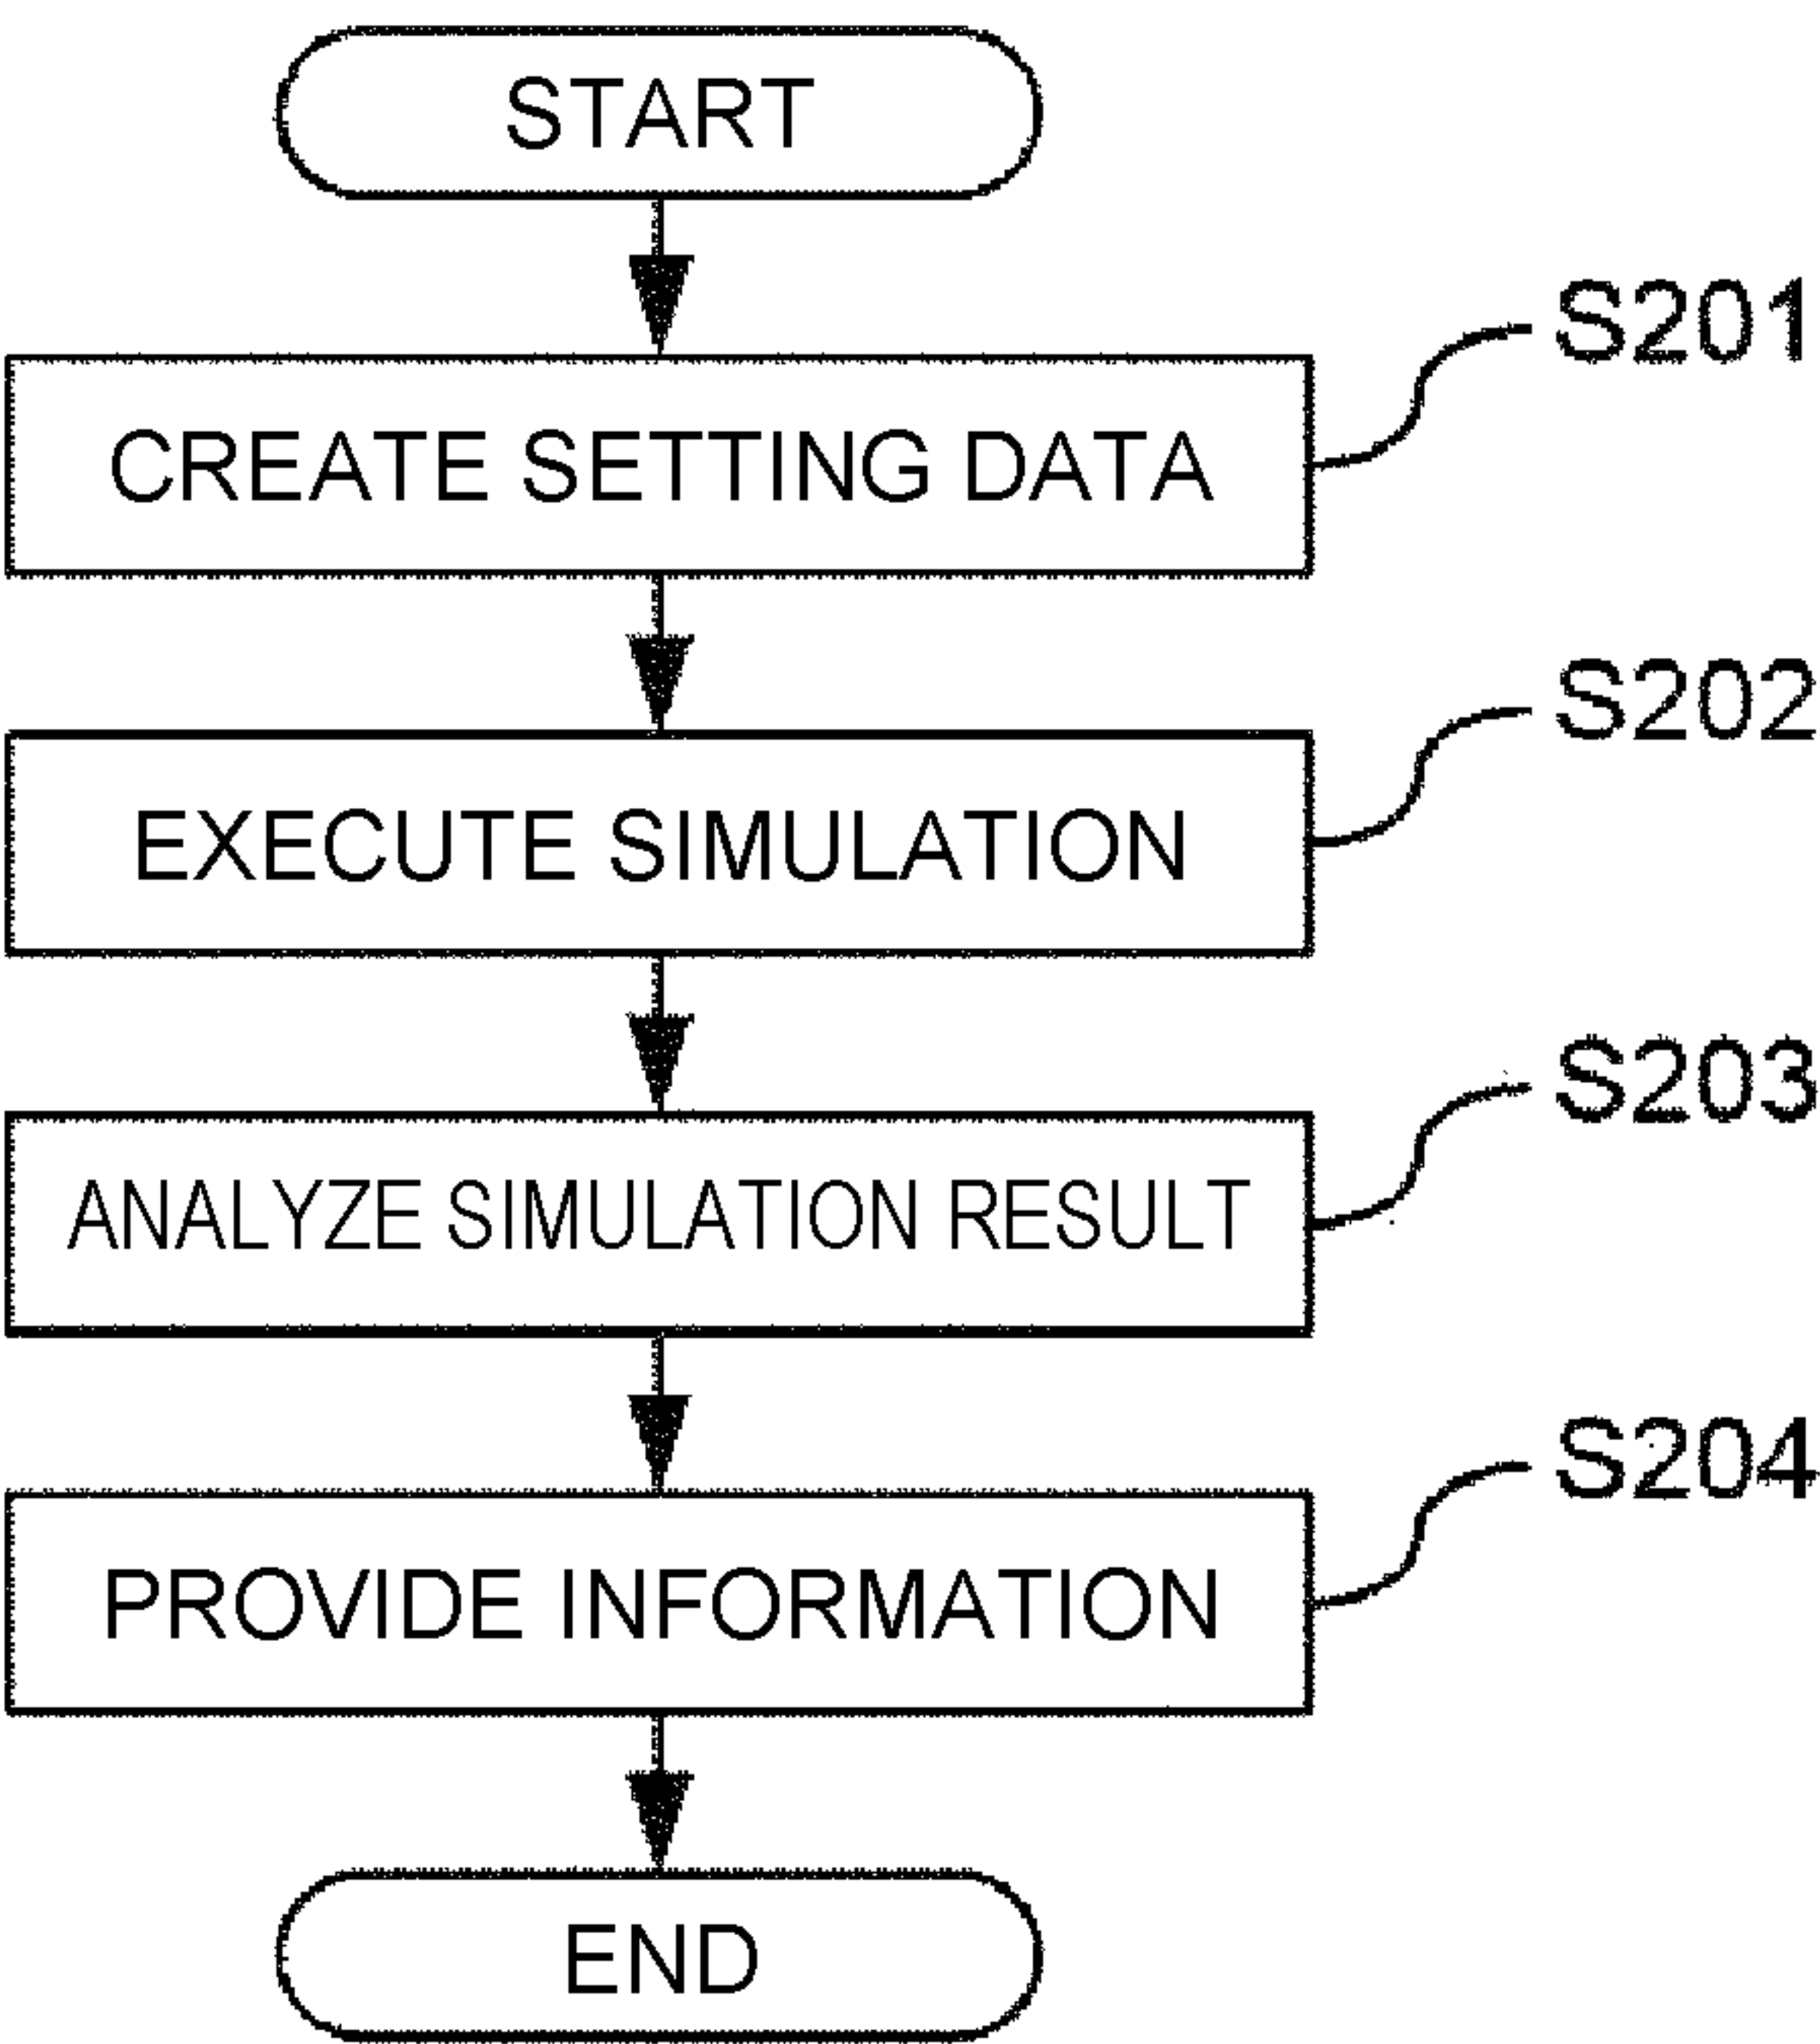 START
S201
CREATE SETTING DATA
S202
EXECUTE SIMULATION
S203
ANALYZE SIMULATION RESULT
S204
PROVIDE INFORMATION
END